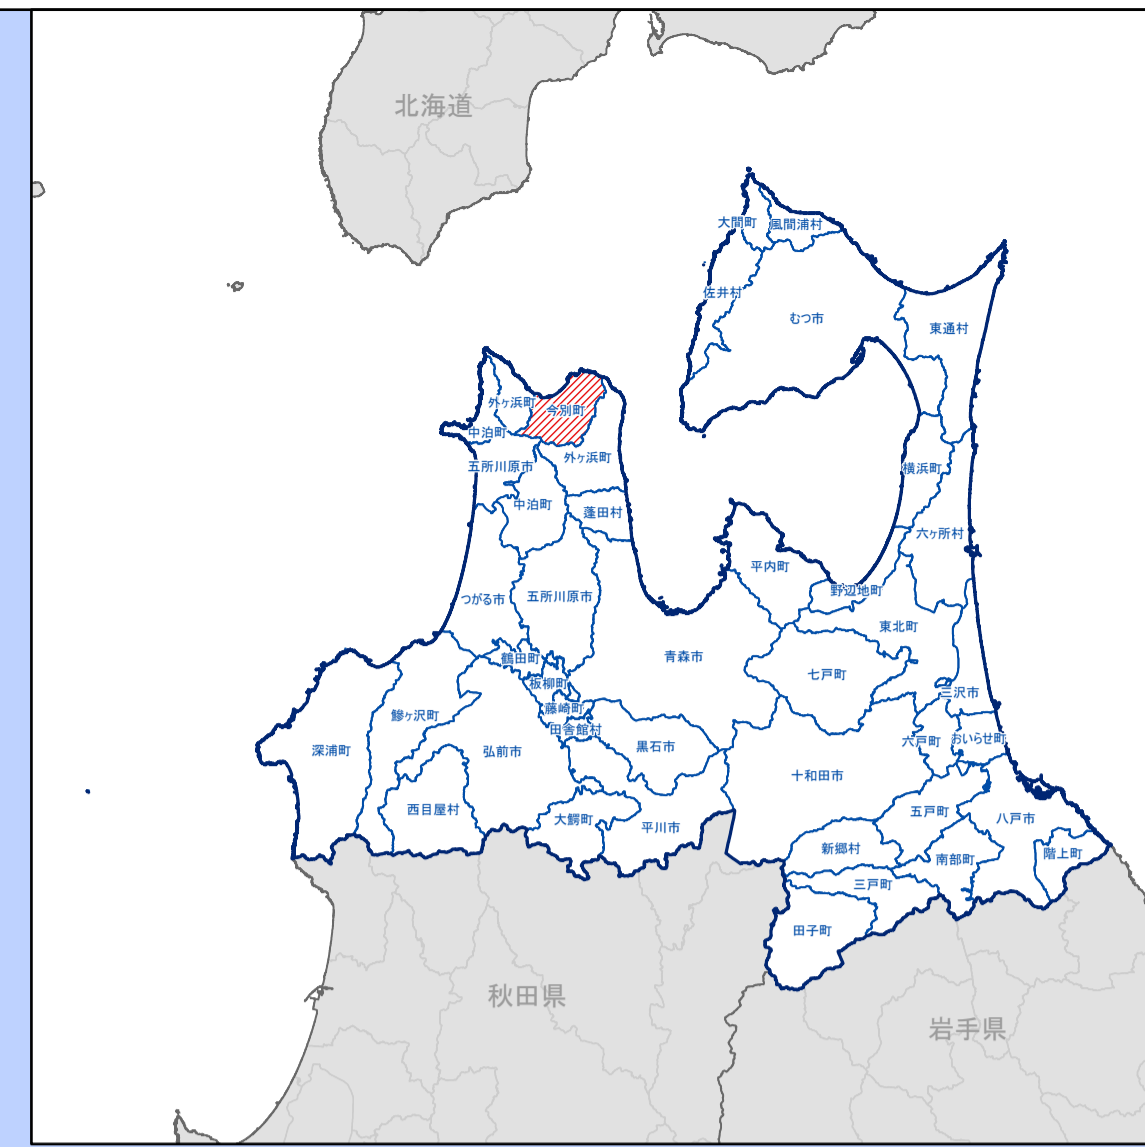 北海道
大間町
風間浦村
佐井村
むつ市
東通村
外ヶ浜町
今別町
中泊町
五所川原市
外ヶ浜町
横浜町
中泊町
蓬田村
六ヶ所村
平内町
野辺地町
つがる市
五所川原市
東北町
青森市
鶴田町
七戸町
板柳町
三沢市
藤崎町
鰺ヶ沢町
田舎館村
六戸町
おいらせ町
深浦町
弘前市
黒石市
十和田市
西目屋村
大鰐町
平川市
五戸町
八戸市
新郷村
南部町
階上町
三戸町
田子町
秋田県
岩手県